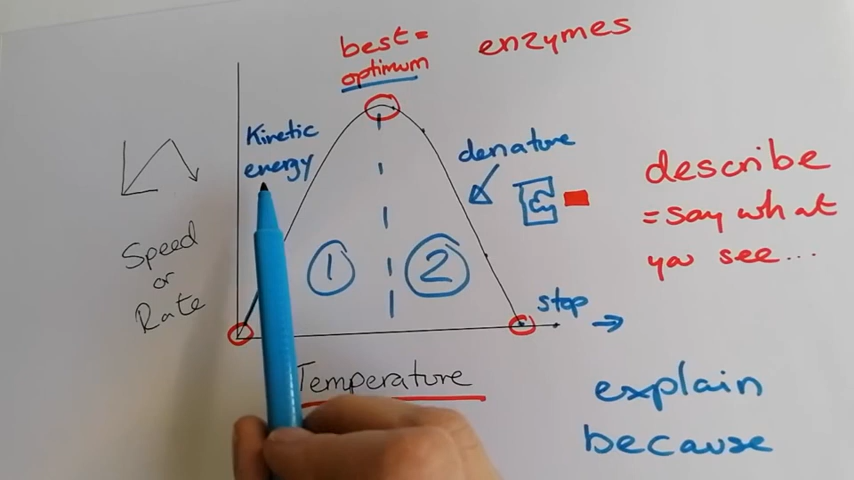 best=
optimum
enzymes
Kinetic
energy
denature
describe
=say what
you see...
Speed
or
Rate
1
2
stop
Temperature
explain
because